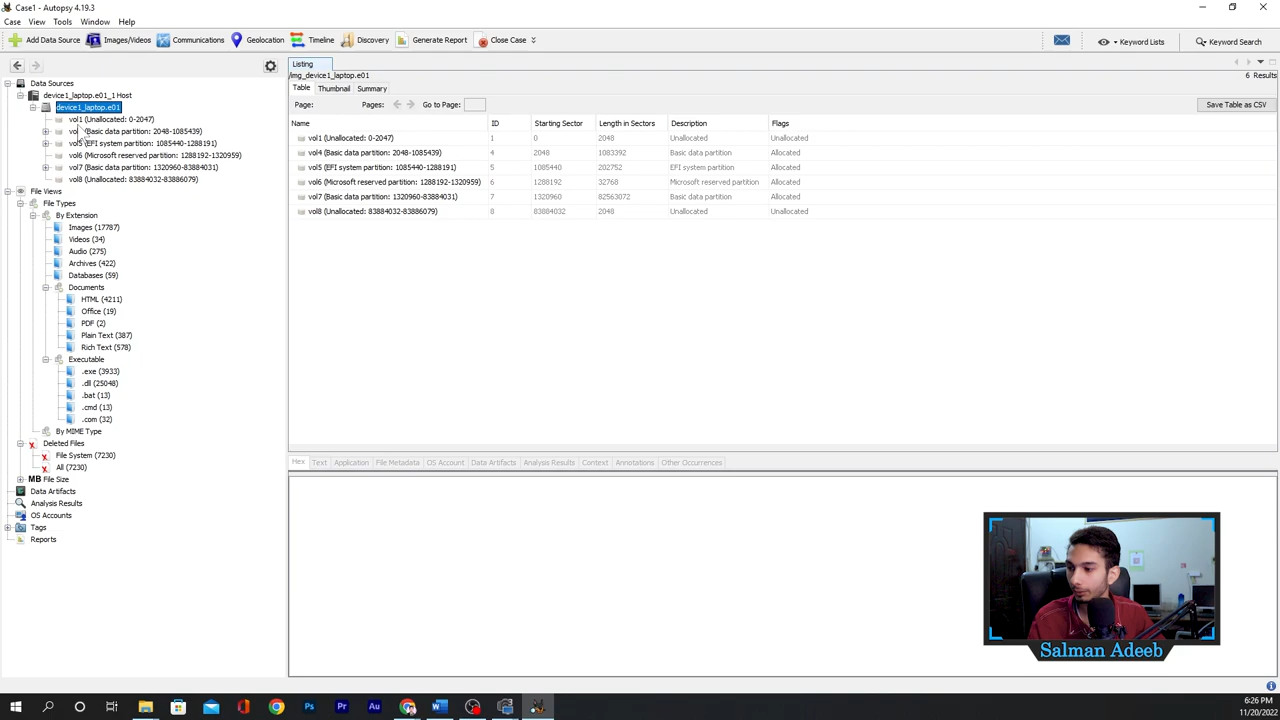 Case1 - Autopsy 4.19.3
Case View Tools Window Help
Add Data Source Images/Videos Communications Geolocation Timeline Discovery Generate Report Close Case Keyword Lists Keyword Search
Listing
/img_device1_laptop.e01
6 Results
Table Thumbnail Summary
Page: Pages: Go to Page: Save Table as CSV
Name ID Starting Sector Length in Sectors Description Flags
vol1 (Unallocated: 0-2047) 1 0 2048 Unallocated Unallocated
vol4 (Basic data partition: 2048-1085439) 4 2048 1083392 Basic data partition Allocated
vol5 (EFI system partition: 1085440-1288191) 5 1085440 202752 EFI system partition Allocated
vol6 (Microsoft reserved partition: 1288192-1320959) 6 1288192 32768 Microsoft reserved partition Allocated
vol7 (Basic data partition: 1320960-83884031) 7 1320960 82563072 Basic data partition Allocated
vol8 (Unallocated: 83884032-83886079) 8 83884032 2048 Unallocated Unallocated
Data Sources
device1_laptop.e01_1 Host
device1_laptop.e01
vol1 (Unallocated: 0-2047)
(Basic data partition: 2048-1085439)
(EFI system partition: 1085440-1288191)
vol6 (Microsoft reserved partition: 1288192-1320959)
vol7 (Basic data partition: 1320960-83884031)
vol8 (Unallocated: 83884032-83886079)
File Views
File Types
By Extension
Images (17787)
Videos (34)
Audio (275)
Archives (422)
Databases (59)
Documents
HTML (4211)
Office (19)
PDF (2)
Plain Text (387)
Rich Text (578)
Executable
.exe (3933)
.dll (25048)
.bat (13)
.cmd (13)
.com (32)
By MIME Type
Deleted Files
File System (7230)
All (7230)
MB File Size
Data Artifacts
Analysis Results
OS Accounts
Tags
Reports
Hex Text Application File Metadata OS Account Data Artifacts Analysis Results Context Annotations Other Occurrences
Salman Adeeb
Ps Pr Au
6:26 PM
11/20/2022